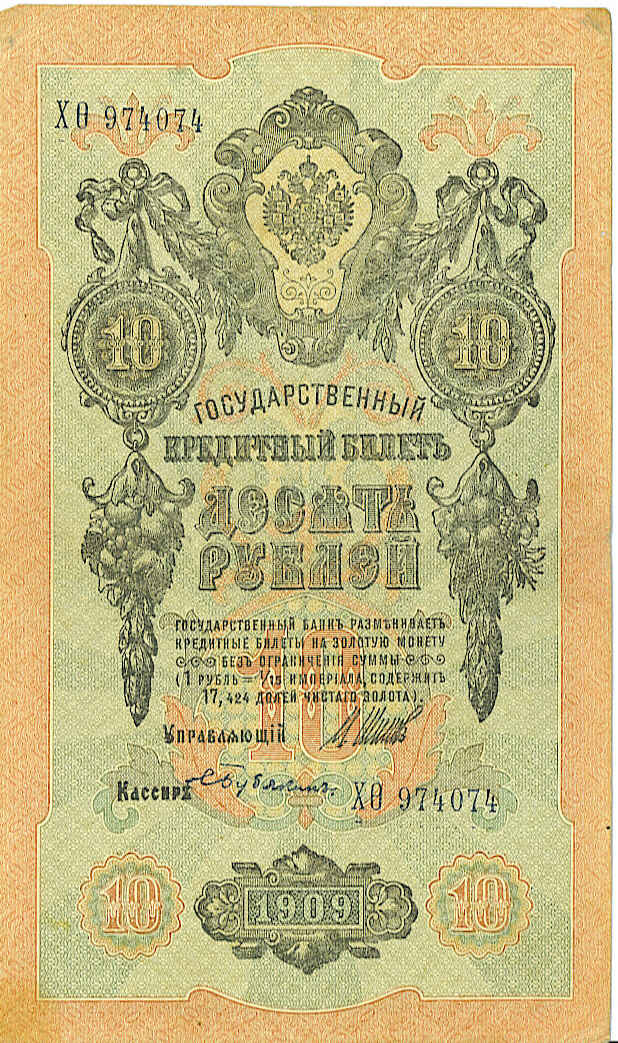 ХѲ 974074
10 10
ГОСУДАРСТВЕННЫЙ
КРЕДИТНЫЙ БИЛЕТЪ
ДЕСЯТЬ
РУБЛЕЙ
ГОСУДАРСТВЕННЫЙ БАНКЪ РАЗМѢНИВАЕТЪ
КРЕДИТНЫЕ БИЛЕТЫ НА ЗОЛОТУЮ МОНЕТУ
БЕЗЪ ОГРАНИЧЕНІЯ СУММЫ
(1 РУБЛЬ = 1/15 ИМПЕРІАЛА, СОДЕРЖИТЪ
17,424 ДОЛЕЙ ЧИСТАГО ЗОЛОТА).
10
Управляющій
Кассиръ
ХѲ 974074
10 1909 10